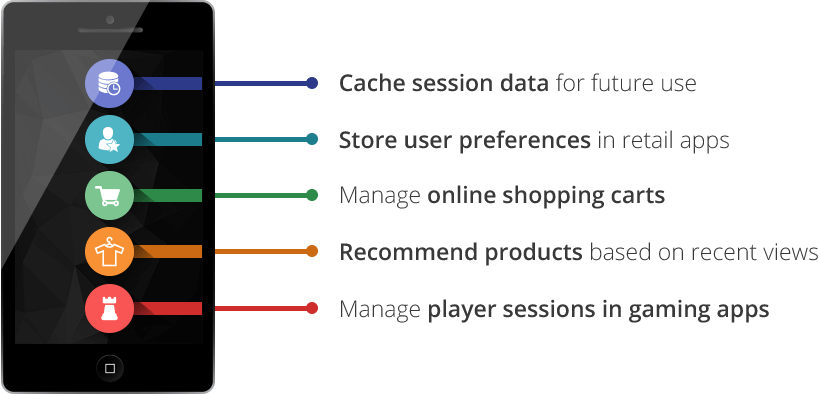 Cache session data for future use
Store user preferences in retail apps
Manage online shopping carts
Recommend products based on recent views
Manage player sessions in gaming apps